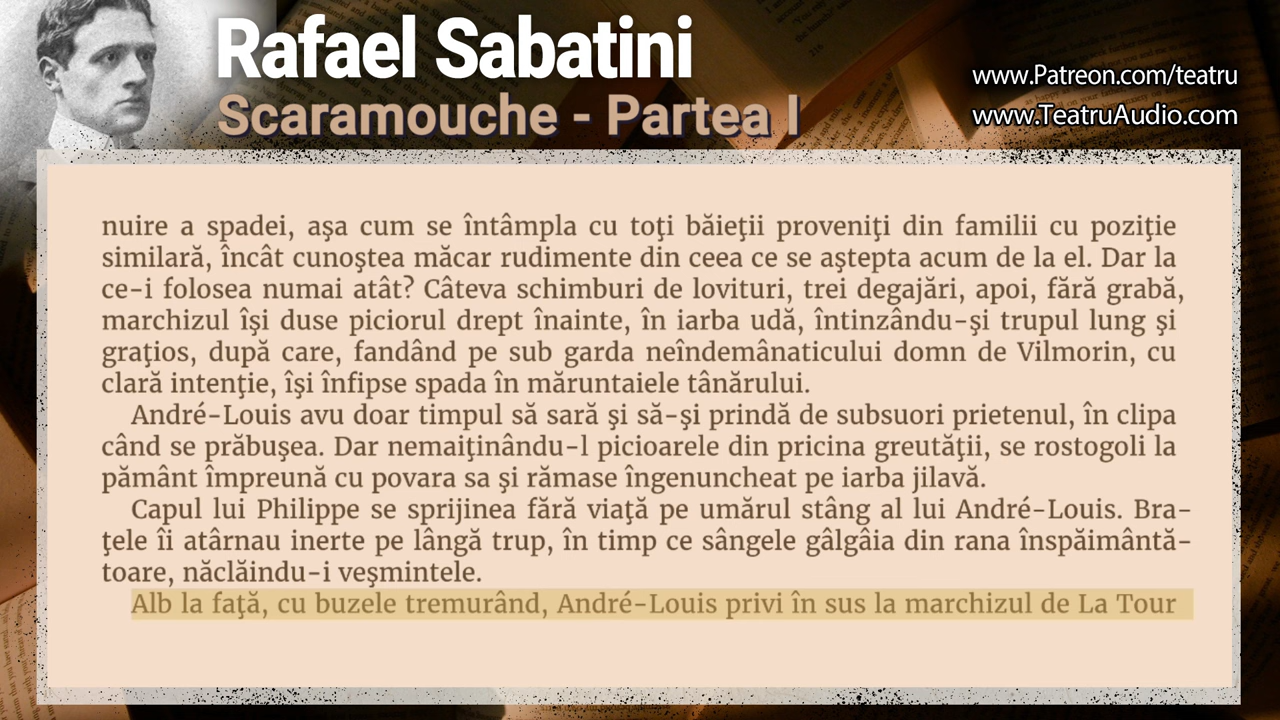 Rafael Sabatini
Scaramouche - Partea I
www.Patreon.com/teatru
www.TeatruAudio.com
nuire a spadei, aşa cum se întâmpla cu toţi băieţii proveniţi din familii cu poziţie
similară, încât cunoştea măcar rudimente din ceea ce se aştepta acum de la el. Dar la
ce-i folosea numai atât? Câteva schimburi de lovituri, trei degajări, apoi, fără grabă,
marchizul îşi duse piciorul drept înainte, în iarba udă, întinzându-şi trupul lung şi
graţios, după care, fandând pe sub garda neîndemânaticului domn de Vilmorin, cu
clară intenţie, îşi înfipse spada în măruntaiele tânărului.
André-Louis avu doar timpul să sară şi să-şi prindă de subsuori prietenul, în clipa
când se prăbuşea. Dar nemaiţinându-l picioarele din pricina greutăţii, se rostogoli la
pământ împreună cu povara sa şi rămase îngenuncheat pe iarba jilavă.
Capul lui Philippe se sprijinea fără viaţă pe umărul stâng al lui André-Louis. Bra-
ţele îi atârnau inerte pe lângă trup, în timp ce sângele gâlgâia din rana înspăimântă-
toare, năclăindu-i veşmintele.
Alb la faţă, cu buzele tremurând, André-Louis privi în sus la marchizul de La Tour